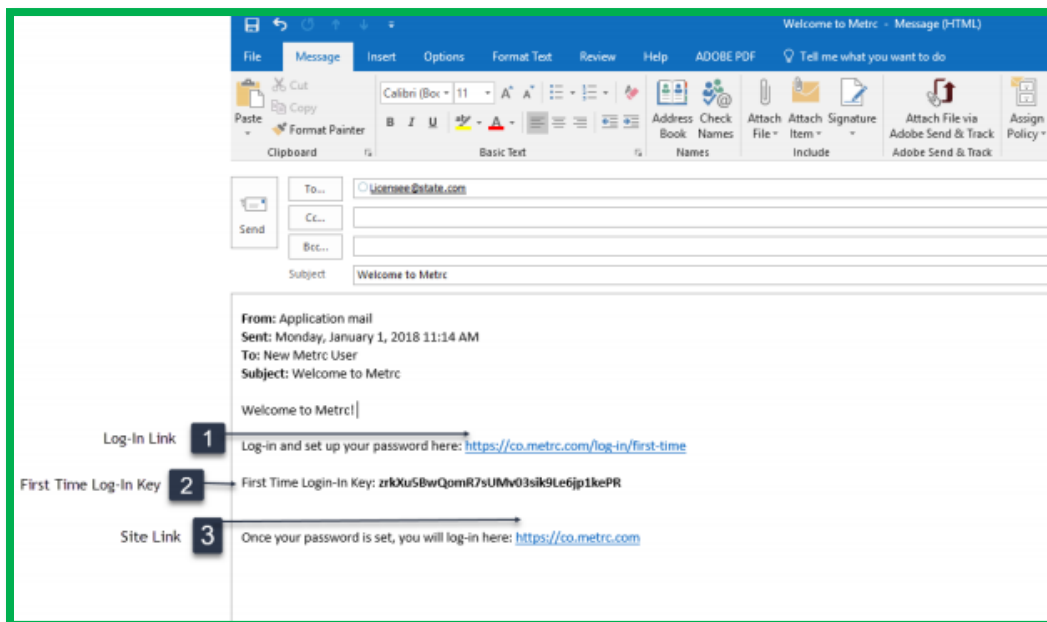 Welcome to Metrc - Message (HTML)
File Message Insert Options Format Text Review Help ADOBE PDF Tell me what you want to do
Paste
Cut
Copy
Format Painter
Clipboard
Calibri (Boc 11
B I U
Basic Text
Address Book
Check Names
Names
Attach File
Attach Item
Signature
Include
Attach File via
Adobe Send & Track
Adobe Send & Track
Assign
Policy
Send
To... Licensee@state.com
Cc...
Bcc...
Subject Welcome to Metrc
From: Application mail
Sent: Monday, January 1, 2018 11:14 AM
To: New Metrc User
Subject: Welcome to Metrc
Welcome to Metrc!
Log-In Link 1
Log-in and set up your password here: https://co.metrc.com/log-in/first-time
First Time Log-In Key 2
First Time Login-In Key: zrkXu5BwQomR7sUMv03sik9Le6jp1kePR
Site Link 3
Once your password is set, you will log-in here: https://co.metrc.com